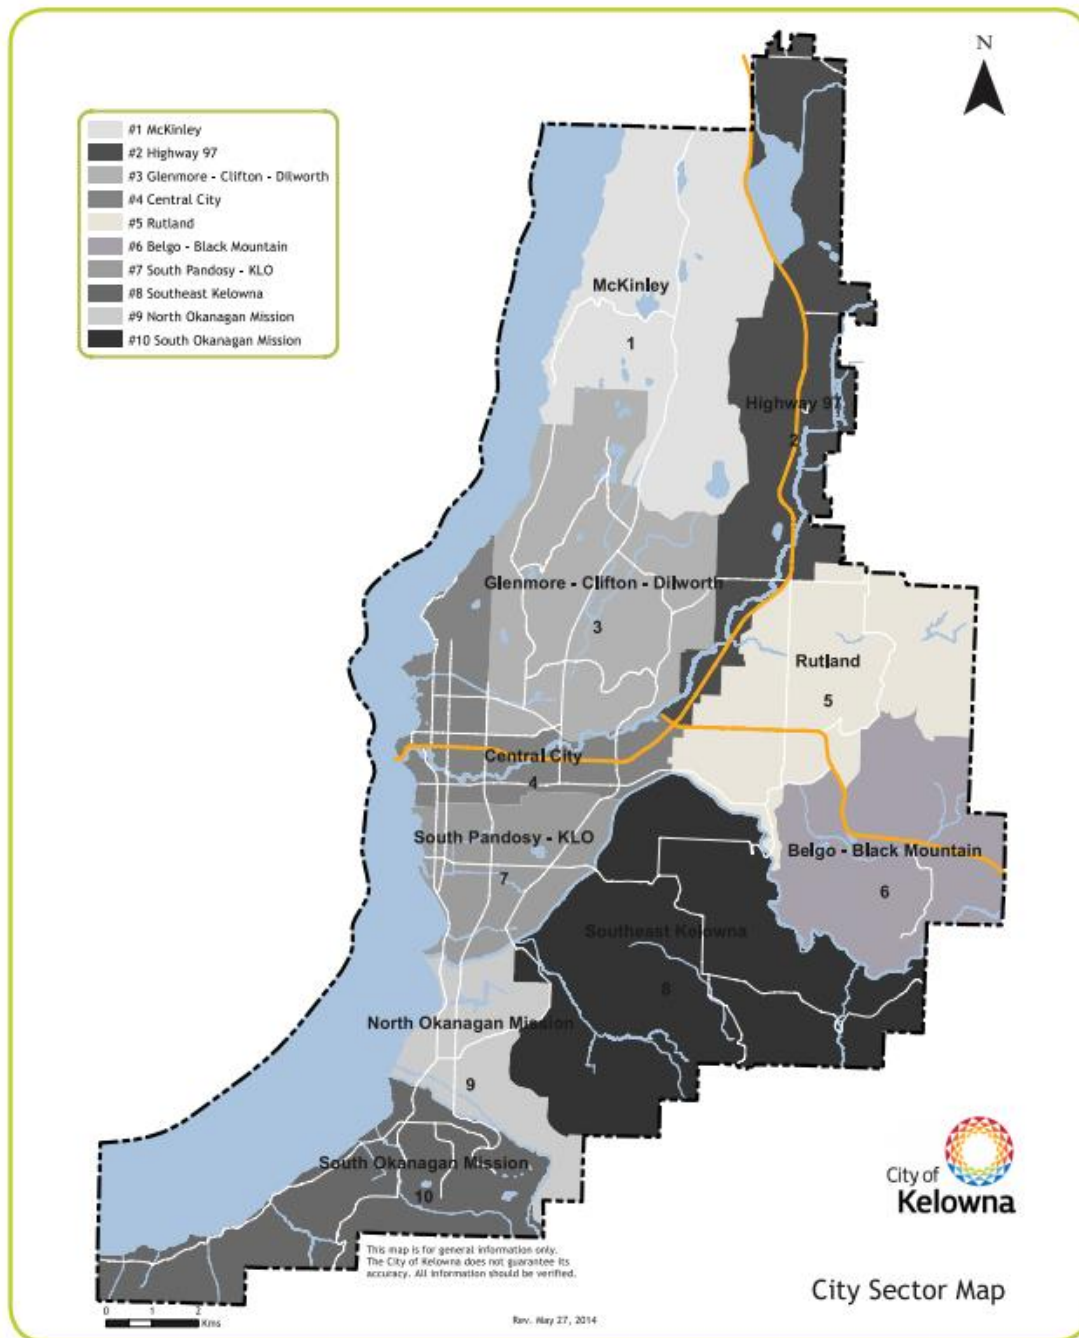 N
#1 McKinley
#2 Highway 97
#3 Glenmore - Clifton - Dilworth
#4 Central City
#5 Rutland
#6 Belgo - Black Mountain
#7 South Pandosy - KLO
#8 Southeast Kelowna
#9 North Okanagan Mission
#10 South Okanagan Mission
McKinley
1
Highway 97
2
Glenmore - Clifton - Dilworth
3
Rutland
5
Central City
4
South Pandosy - KLO
7
Belgo - Black Mountain
6
Southeast Kelowna
8
North Okanagan Mission
9
South Okanagan Mission
10
City of
Kelowna
This map is for general information only.
The City of Kelowna does not guarantee its
accuracy. All information should be verified.
City Sector Map
0 1 2
Kms
Rev. May 27, 2014